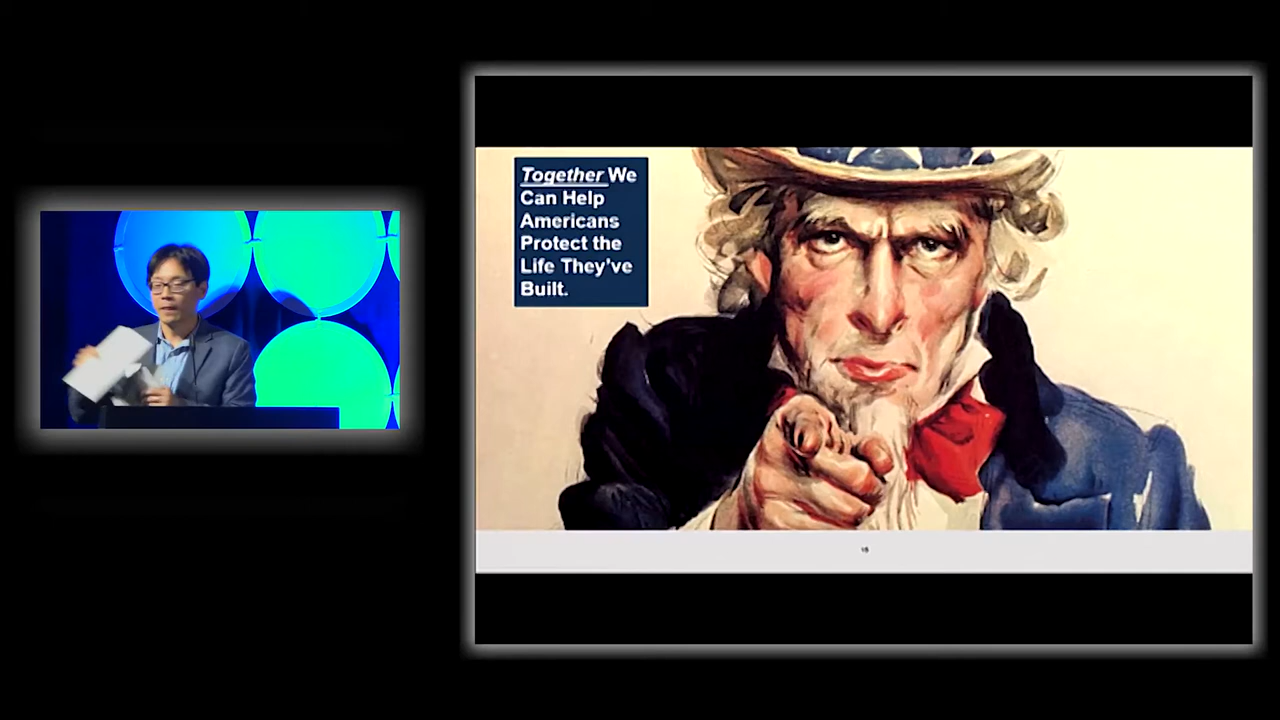 Together We
Can Help
Americans
Protect the
Life They've
Built.